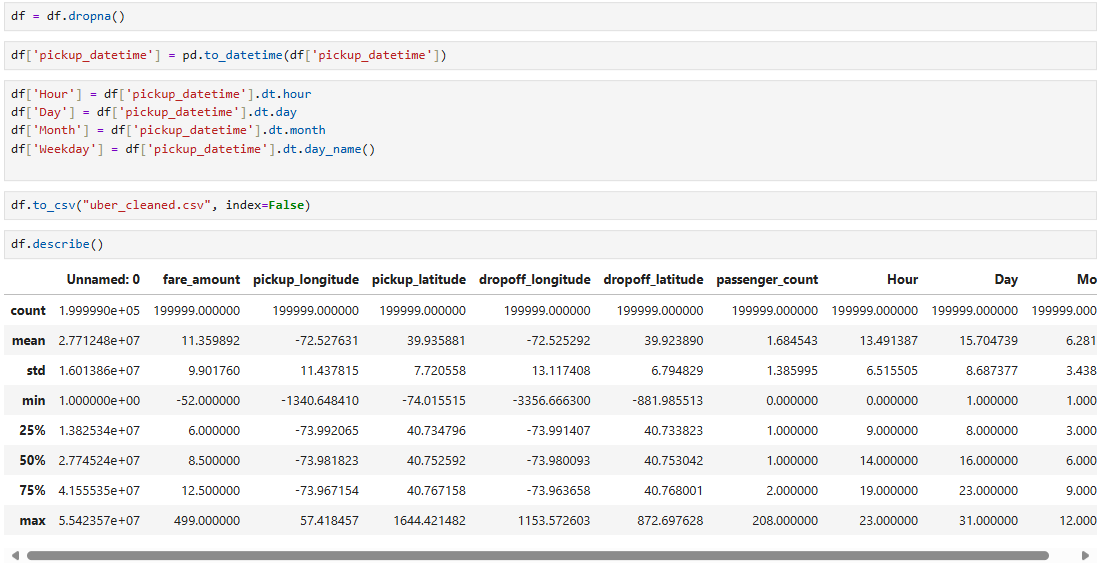 df = df.dropna()
df['pickup_datetime'] = pd.to_datetime(df['pickup_datetime'])
df['Hour'] = df['pickup_datetime'].dt.hour
df['Day'] = df['pickup_datetime'].dt.day
df['Month'] = df['pickup_datetime'].dt.month
df['Weekday'] = df['pickup_datetime'].dt.day_name()
df.to_csv("uber_cleaned.csv", index=False)
df.describe()
Unnamed: 0 fare_amount pickup_longitude pickup_latitude dropoff_longitude dropoff_latitude passenger_count Hour Day Mo
count 1.999990e+05 199999.000000 199999.000000 199999.000000 199999.000000 199999.000000 199999.000000 199999.000000 199999.000000 199999.000
mean 2.771248e+07 11.359892 -72.527631 39.935881 -72.525292 39.923890 1.684543 13.491387 15.704739 6.281
std 1.601386e+07 9.901760 11.437815 7.720558 13.117408 6.794829 1.385995 6.515505 8.687377 3.438
min 1.000000e+00 -52.000000 -1340.648410 -74.015515 -3356.666300 -881.985513 0.000000 0.000000 1.000000 1.000
25% 1.382534e+07 6.000000 -73.992065 40.734796 -73.991407 40.733823 1.000000 9.000000 8.000000 3.000
50% 2.774524e+07 8.500000 -73.981823 40.752592 -73.980093 40.753042 1.000000 14.000000 16.000000 6.000
75% 4.155535e+07 12.500000 -73.967154 40.767158 -73.963658 40.768001 2.000000 19.000000 23.000000 9.000
max 5.542357e+07 499.000000 57.418457 1644.421482 1153.572603 872.697628 208.000000 23.000000 31.000000 12.000